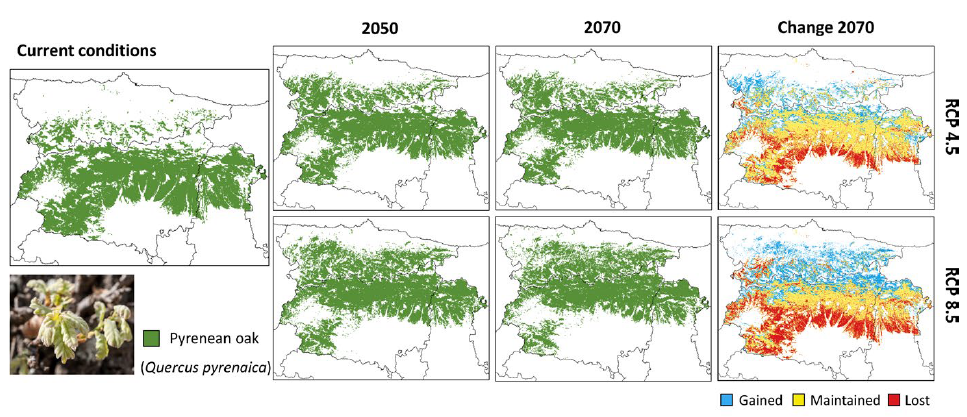 2050
2070
Change 2070
Current conditions
RCP 4.5
RCP 8.5
Pyrenean oak
(Quercus pyrenaica)
Gained
Maintained
Lost